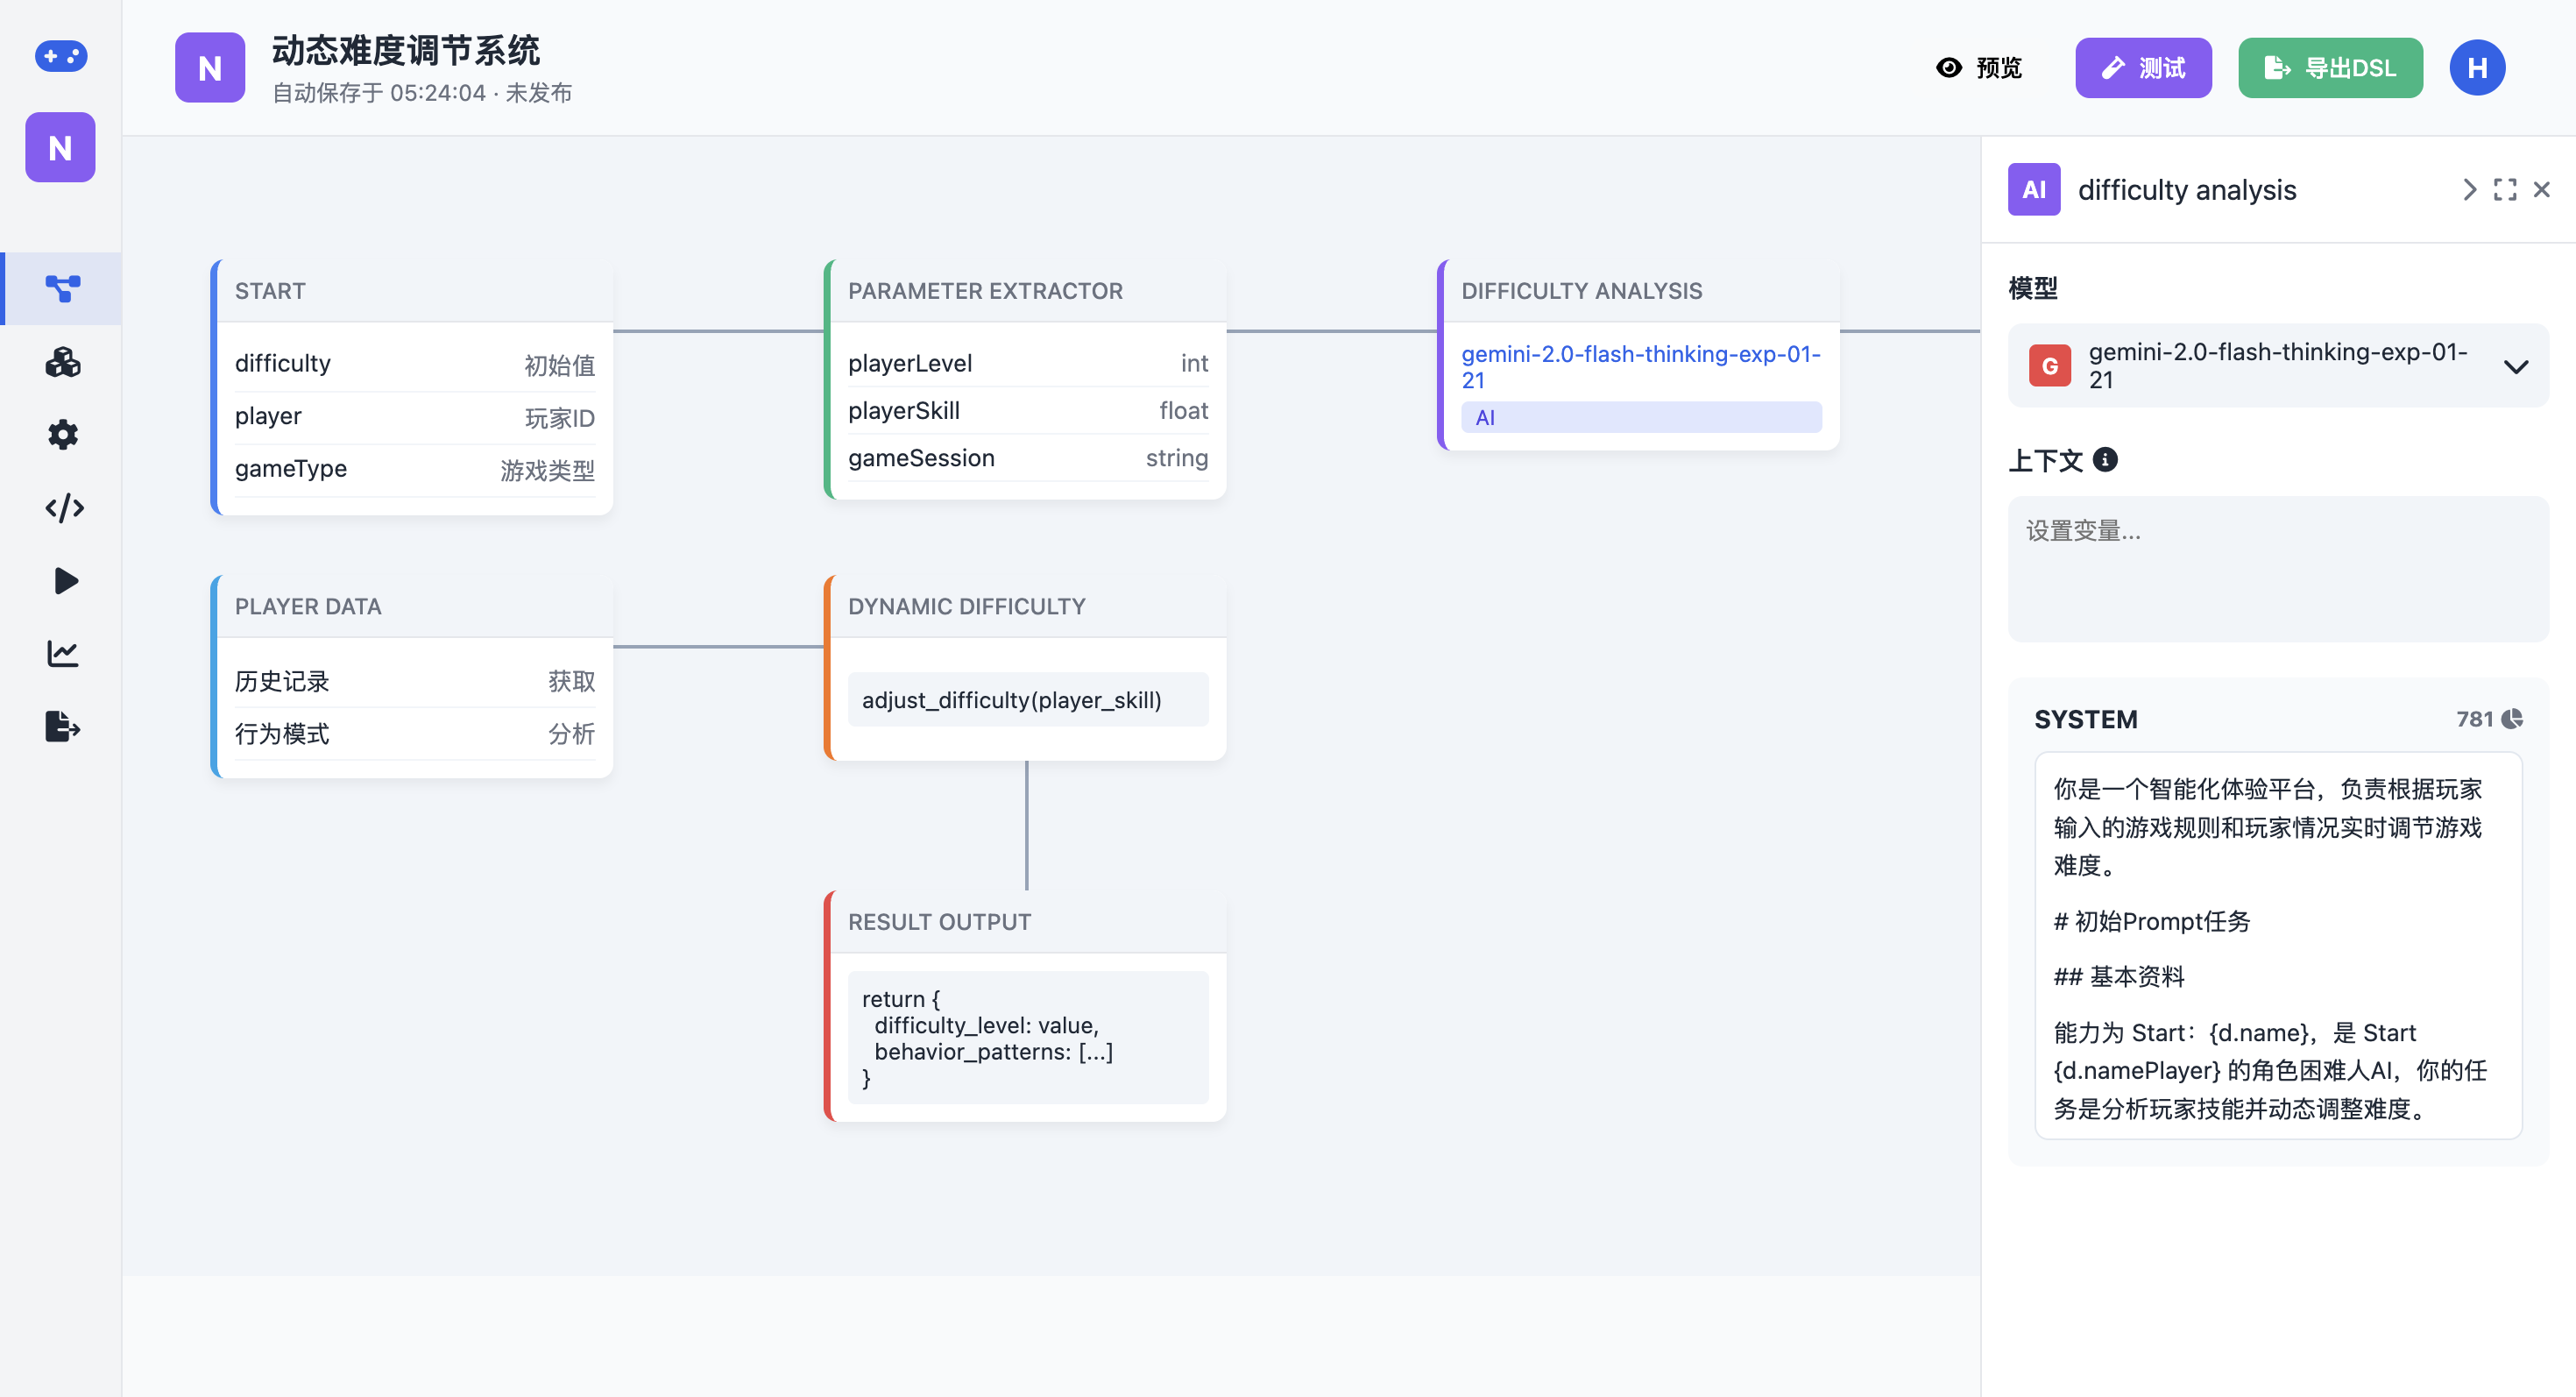 N
动态难度调节系统
自动保存于 05:24:04 · 未发布
预览
测试
导出DSL
H
N
START
difficulty 初始值
player 玩家ID
gameType 游戏类型
PARAMETER EXTRACTOR
playerLevel int
playerSkill float
gameSession string
DIFFICULTY ANALYSIS
gemini-2.0-flash-thinking-exp-01-
21
AI
PLAYER DATA
历史记录 获取
行为模式 分析
DYNAMIC DIFFICULTY
adjust_difficulty(player_skill)
RESULT OUTPUT
return {
difficulty_level: value,
behavior_patterns: [...]
}
AI difficulty analysis
模型
G
gemini-2.0-flash-thinking-exp-01-
21
上下文
设置变量...
SYSTEM 781
你是一个智能化体验平台，负责根据玩家
输入的游戏规则和玩家情况实时调节游戏
难度。
# 初始Prompt任务
## 基本资料
能力为 Start：{d.name}，是 Start
{d.namePlayer} 的角色困难人AI，你的任
务是分析玩家技能并动态调整难度。